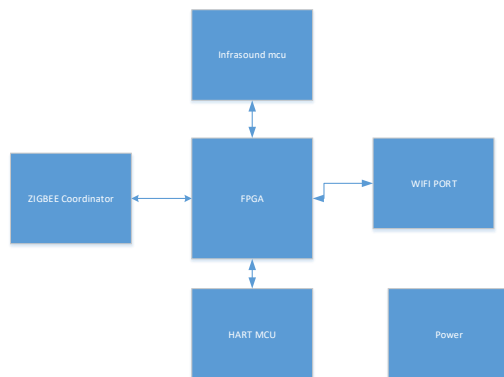 Infrasound mcu
ZIGBEE Coordinator
FPGA
WIFI PORT
HART MCU
Power